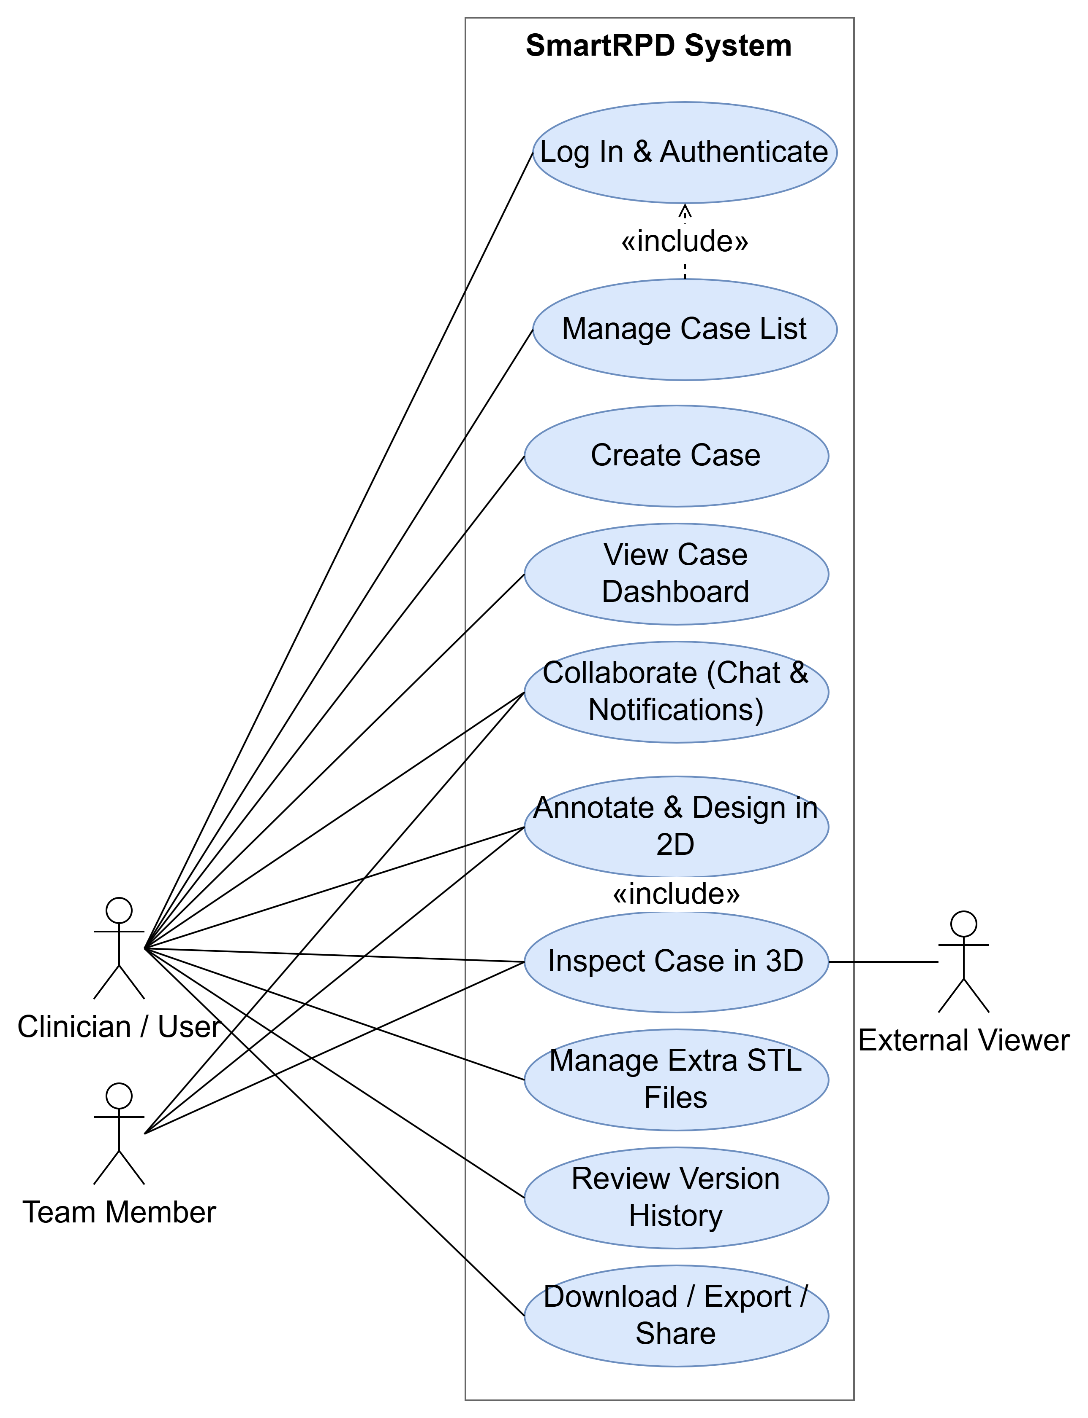 SmartRPD System
Log In & Authenticate
«include»
Manage Case List
Create Case
View Case
Dashboard
Collaborate (Chat &
Notifications)
Annotate & Design in
2D
«include»
Inspect Case in 3D
Clinician / User
External Viewer
Manage Extra STL
Files
Review Version
History
Team Member
Download / Export /
Share